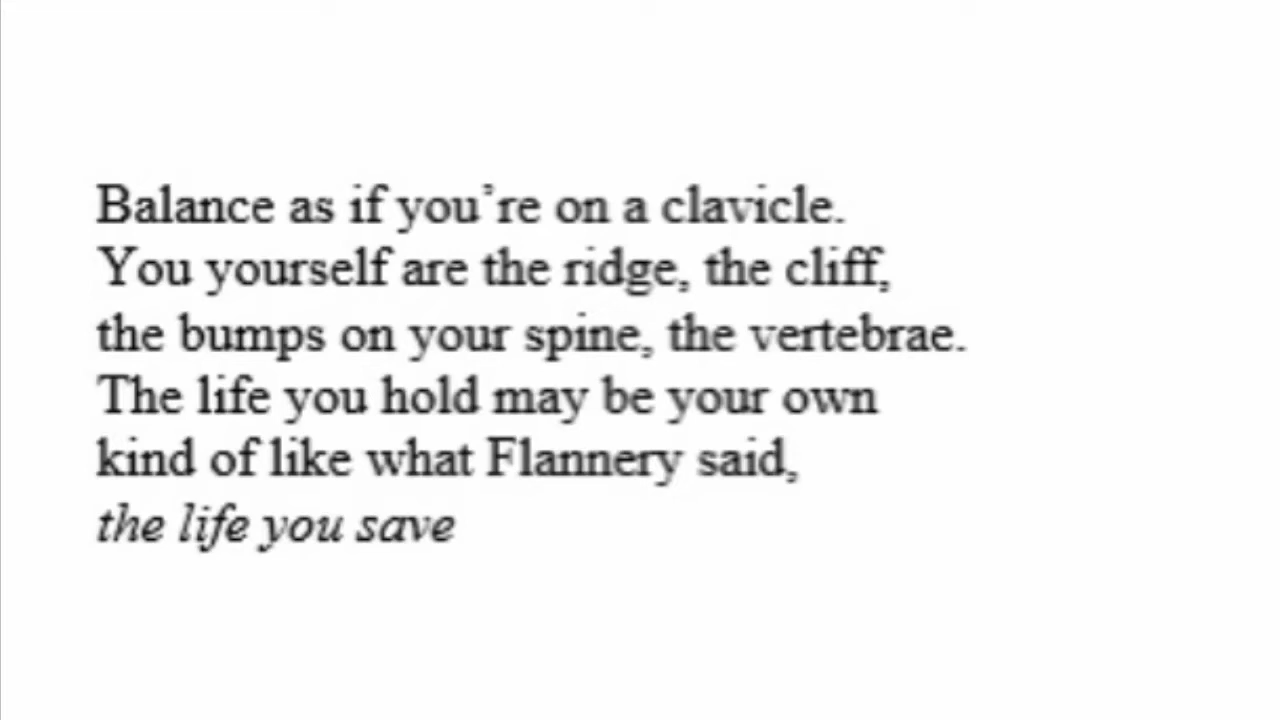 Balance as if you're on a clavicle.
You yourself are the ridge, the cliff,
the bumps on your spine, the vertebrae.
The life you hold may be your own
kind of like what Flannery said,
the life you save